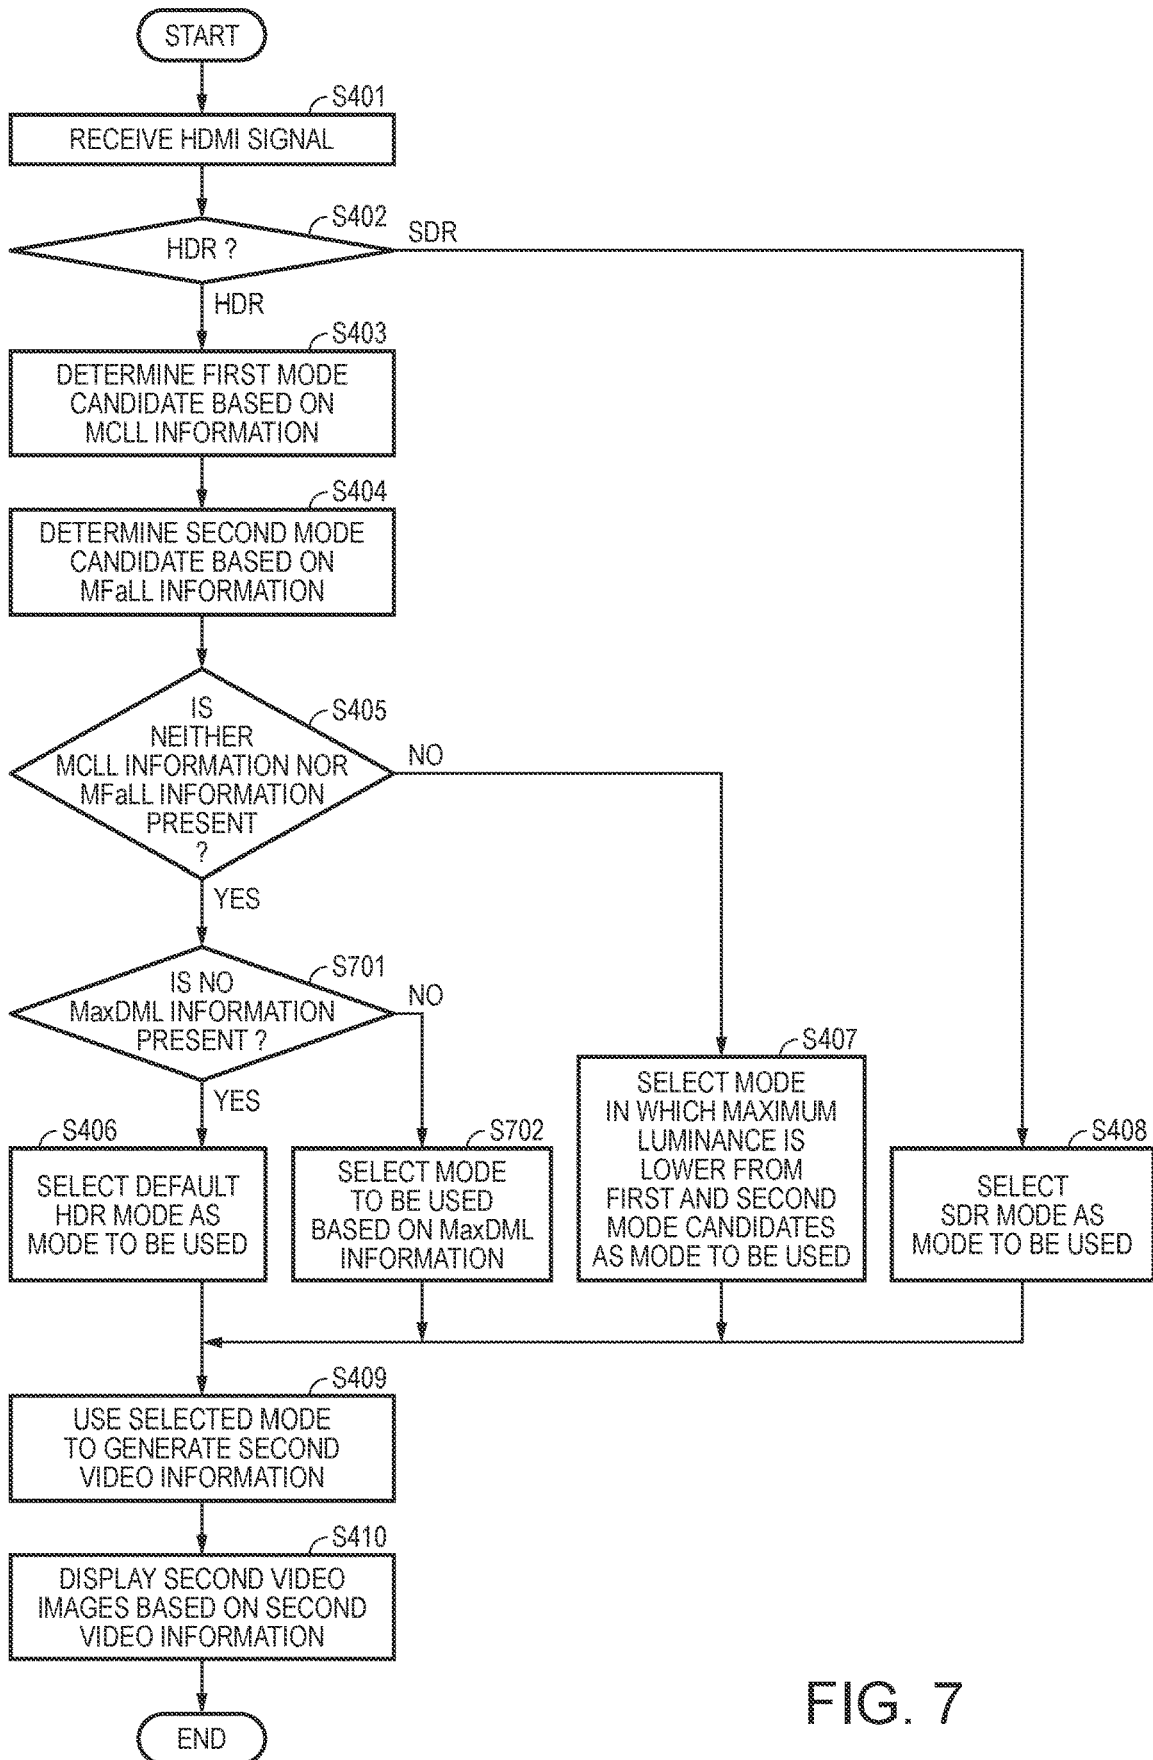 START
S401
RECEIVE HDMI SIGNAL
S402
HDR ?
SDR
HDR
S403
DETERMINE FIRST MODE
CANDIDATE BASED ON
MCLL INFORMATION
S404
DETERMINE SECOND MODE
CANDIDATE BASED ON
MFaLL INFORMATION
S405
IS
NEITHER
MCLL INFORMATION NOR
MFaLL INFORMATION
PRESENT
?
NO
YES
S701
IS NO
MaxDML INFORMATION
PRESENT ?
NO
YES
S406
SELECT DEFAULT
HDR MODE AS
MODE TO BE USED
S702
SELECT MODE
TO BE USED
BASED ON MaxDML
INFORMATION
S407
SELECT MODE
IN WHICH MAXIMUM
LUMINANCE IS
LOWER FROM
FIRST AND SECOND
MODE CANDIDATES
AS MODE TO BE USED
S408
SELECT
SDR MODE AS
MODE TO BE USED
S409
USE SELECTED MODE
TO GENERATE SECOND
VIDEO INFORMATION
S410
DISPLAY SECOND VIDEO
IMAGES BASED ON SECOND
VIDEO INFORMATION
END
FIG. 7